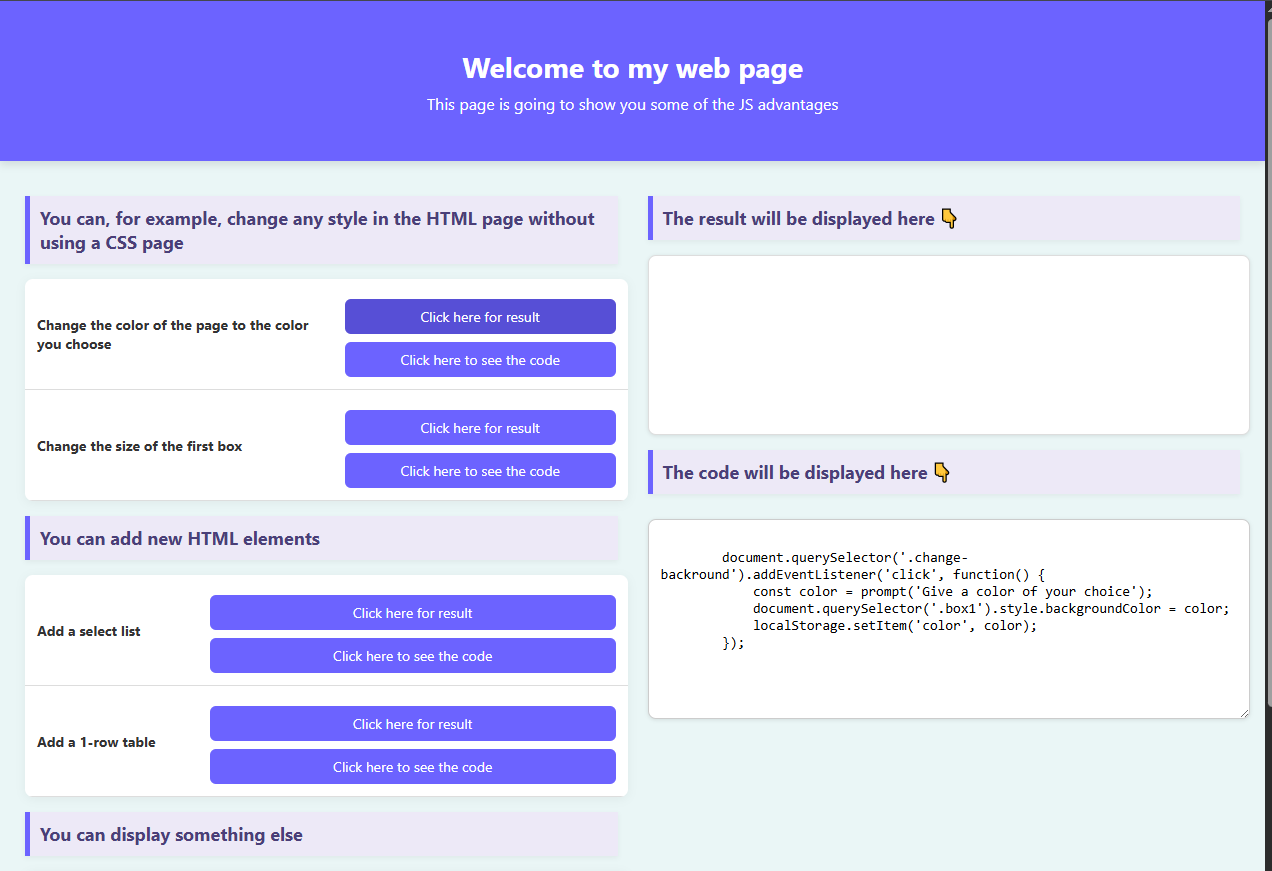 Welcome to my web page
This page is going to show you some of the JS advantages
You can, for example, change any style in the HTML page without
using a CSS page
Change the color of the page to the color
you choose
Click here for result
Click here to see the code
Change the size of the first box
Click here for result
Click here to see the code
You can add new HTML elements
Add a select list
Click here for result
Click here to see the code
Add a 1-row table
Click here for result
Click here to see the code
You can display something else
The result will be displayed here 👇
The code will be displayed here 👇
document.querySelector('.change-
backround').addEventListener('click', function() {
const color = prompt('Give a color of your choice');
document.querySelector('.box1').style.backgroundColor = color;
localStorage.setItem('color', color);
});